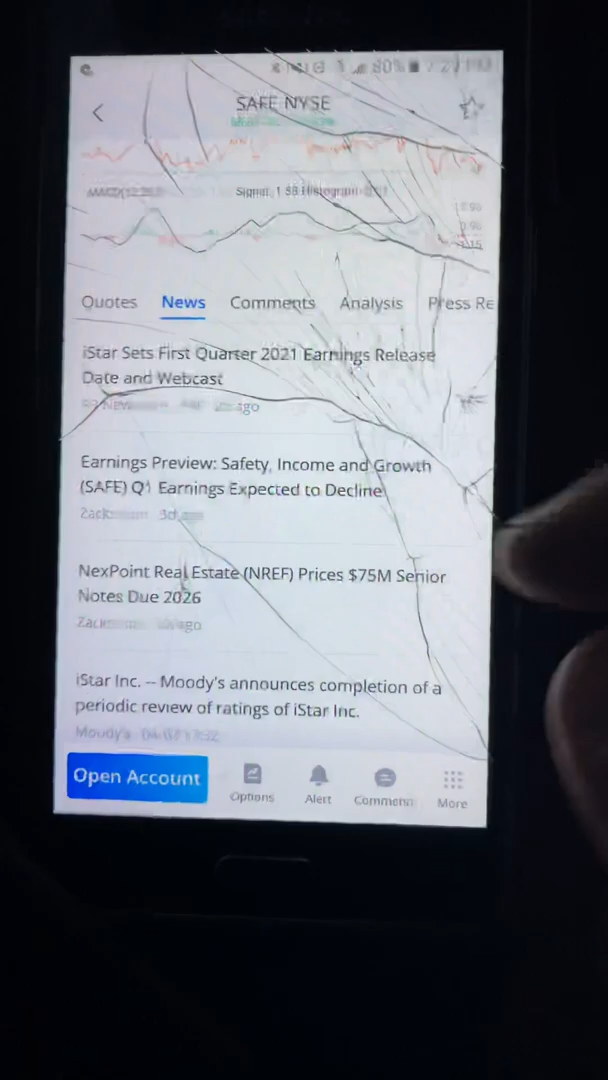 80%
SAFE NYSE
Signal: 1.58 Histogram
Quotes News Comments Analysis Press Re
iStar Sets First Quarter 2021 Earnings Release
Date and Webcast
ago
Earnings Preview: Safety, Income and Growth
(SAFE) Q1 Earnings Expected to Decline
NexPoint Real Estate (NREF) Prices $75M Senior
Notes Due 2026
ago
iStar Inc. -- Moody's announces completion of a
periodic review of ratings of iStar Inc.
Moody's
Open Account
Options
Alert
Comment
More